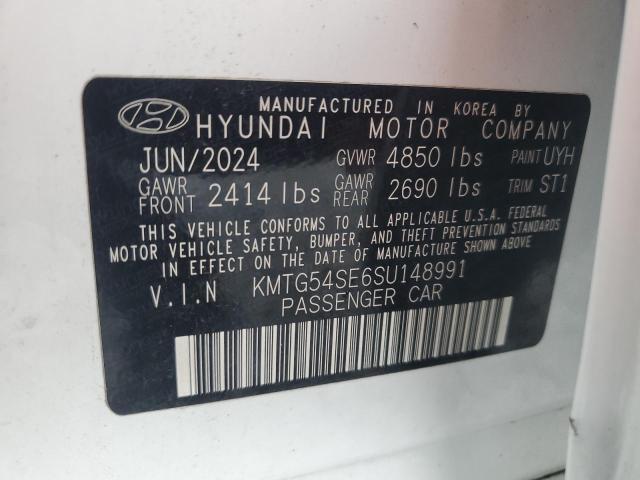 MANUFACTURED IN KOREA BY
HYUNDAI MOTOR COMPANY
JUN/2024 GVWR 4850 lbs PAINT UYH
GAWR FRONT 2414 lbs GAWR REAR 2690 lbs TRIM ST1
THIS VEHICLE CONFORMS TO ALL APPLICABLE U.S.A. FEDERAL
MOTOR VEHICLE SAFETY, BUMPER, AND THEFT PREVENTION STANDARDS
IN EFFECT ON THE DATE OF MANUFACTURE SHOWN ABOVE.
V.I.N KMTG54SE6SU148991
PASSENGER CAR